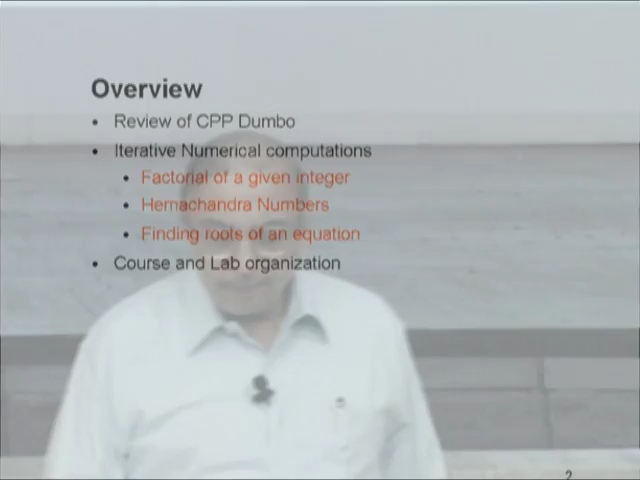 Overview
• Review of CPP Dumbo
• Iterative Numerical computations
• Factorial of a given integer
• Hemachandra Numbers
• Finding roots of an equation
• Course and Lab organization
2